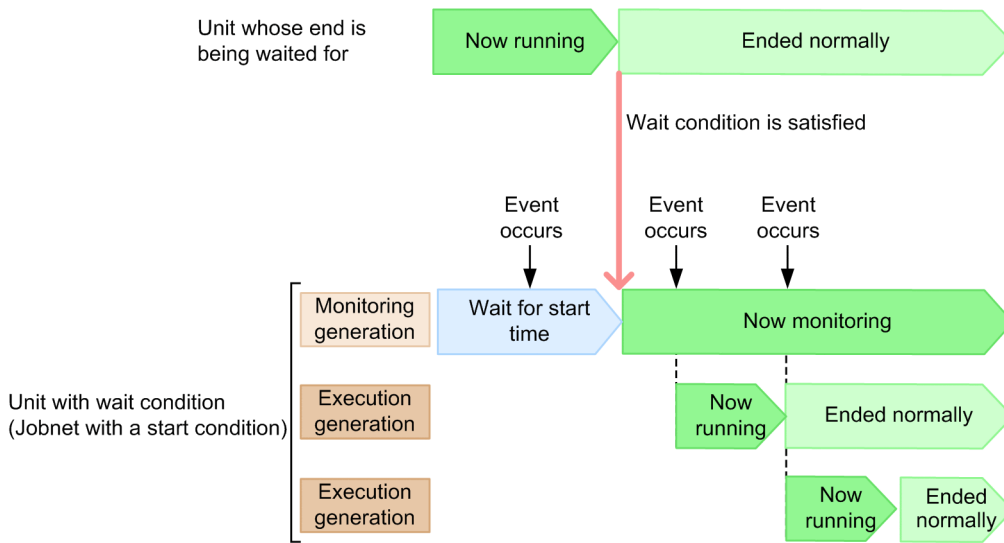 Unit whose end is
being waited for
Now running
Ended normally
Wait condition is satisfied
Event
occurs
Event
occurs
Event
occurs
Monitoring
generation
Wait for start
time
Now monitoring
Unit with wait condition
(Jobnet with a start condition)
Execution
generation
Now
running
Ended normally
Execution
generation
Now
running
Ended
normally